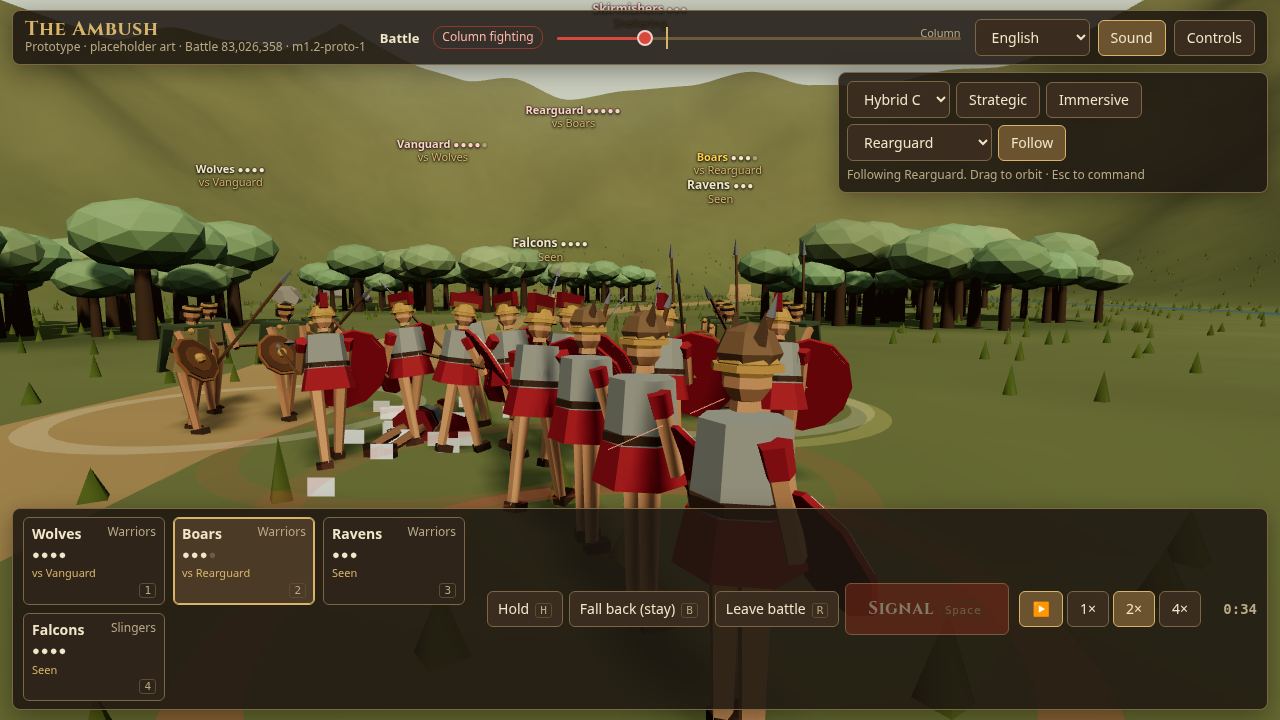 Skirmishers
THE AMBUSH
Prototype · placeholder art · Battle 83,026,358 · m1.2-proto-1
Battle
Column fighting
Column
English
Sound
Controls
Hybrid C
Strategic
Immersive
Rearguard
Follow
Following Rearguard. Drag to orbit · Esc to command
Rearguard ●●●●●
vs Boars
Vanguard ●●●●●
vs Wolves
Wolves ●●●●
vs Vanguard
Boars ●●●●
vs Rearguard
Ravens ●●●
Seen
Falcons ●●●●
Seen
Wolves Warriors
●●●●
vs Vanguard
1
Boars Warriors
●●●●
vs Rearguard
2
Ravens Warriors
●●●
Seen
3
Falcons Slingers
●●●●
Seen
4
Hold H
Fall back (stay) B
Leave battle R
SIGNAL Space
1×
2×
4×
0:34